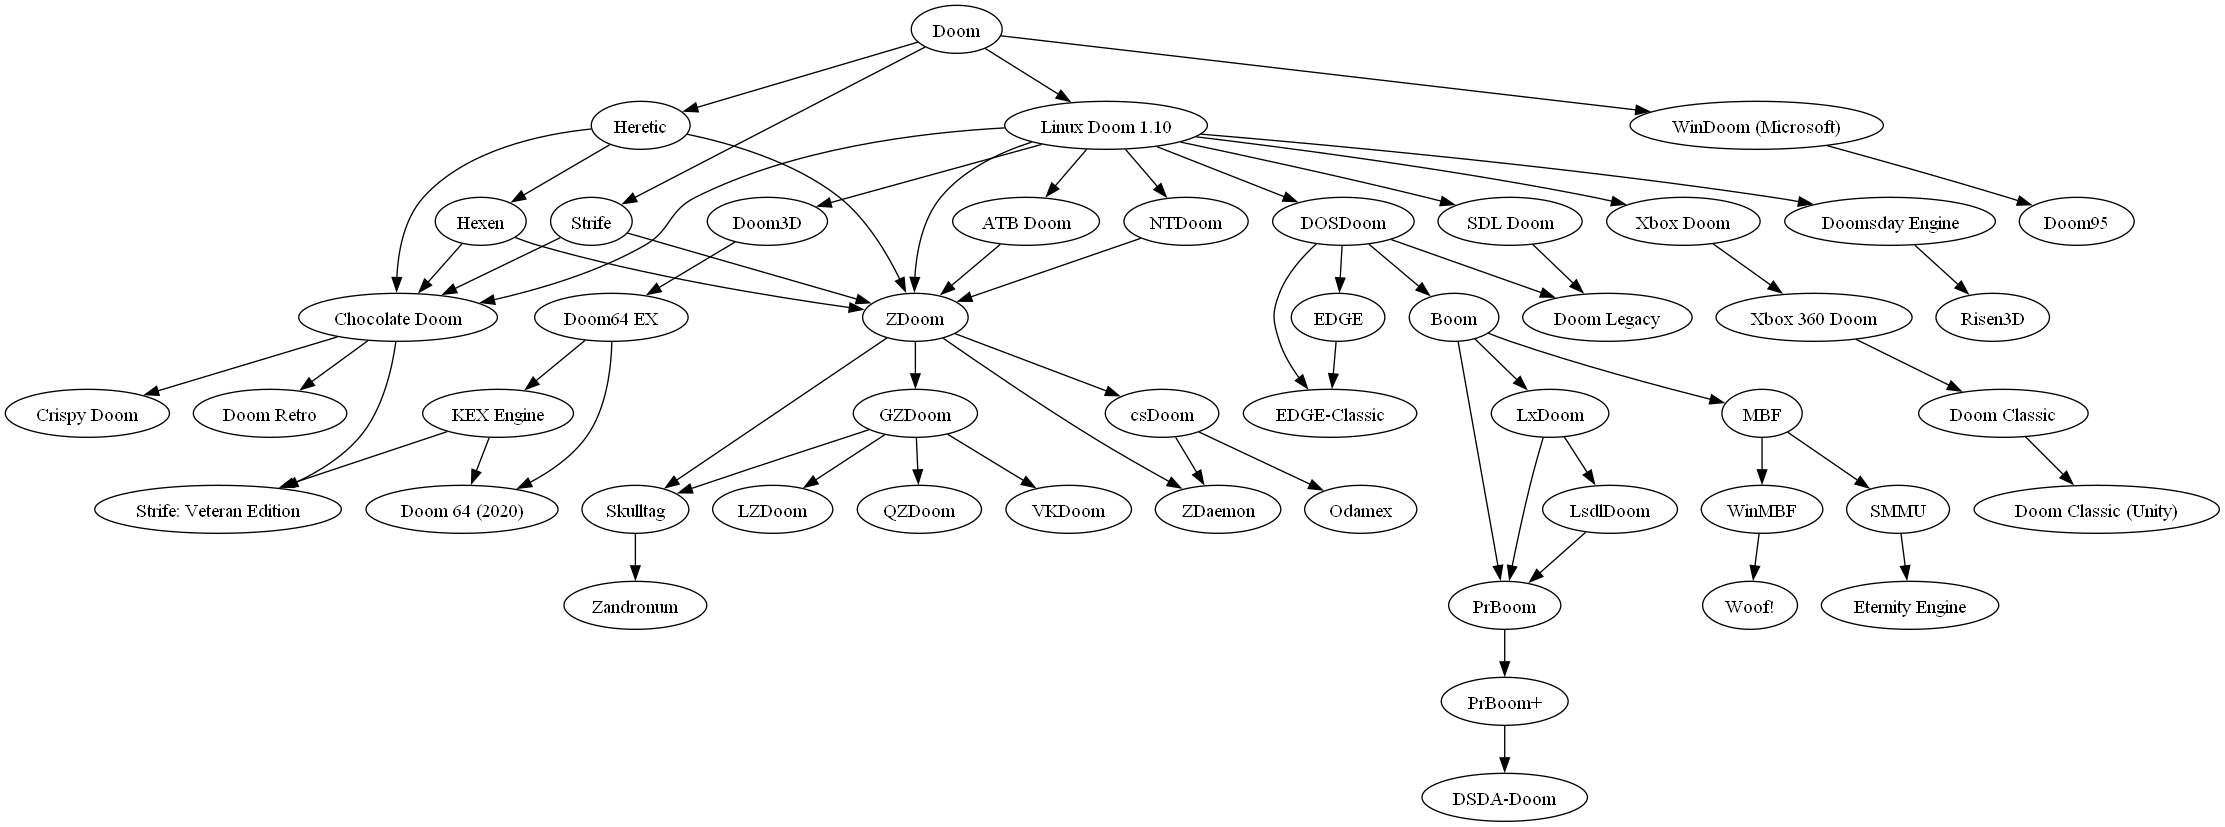 Doom
Heretic
Linux Doom 1.10
WinDoom (Microsoft)
Hexen
Strife
Doom3D
ATB Doom
NTDoom
DOSDoom
SDL Doom
Xbox Doom
Doomsday Engine
Doom95
Chocolate Doom
Doom64 EX
ZDoom
EDGE
Boom
Doom Legacy
Xbox 360 Doom
Risen3D
Crispy Doom
Doom Retro
KEX Engine
GZDoom
csDoom
EDGE-Classic
LxDoom
MBF
Doom Classic
Strife: Veteran Edition
Doom 64 (2020)
Skulltag
LZDoom
QZDoom
VKDoom
ZDaemon
Odamex
LsdlDoom
WinMBF
SMMU
Doom Classic (Unity)
Zandronum
PrBoom
Woof!
Eternity Engine
PrBoom+
DSDA-Doom